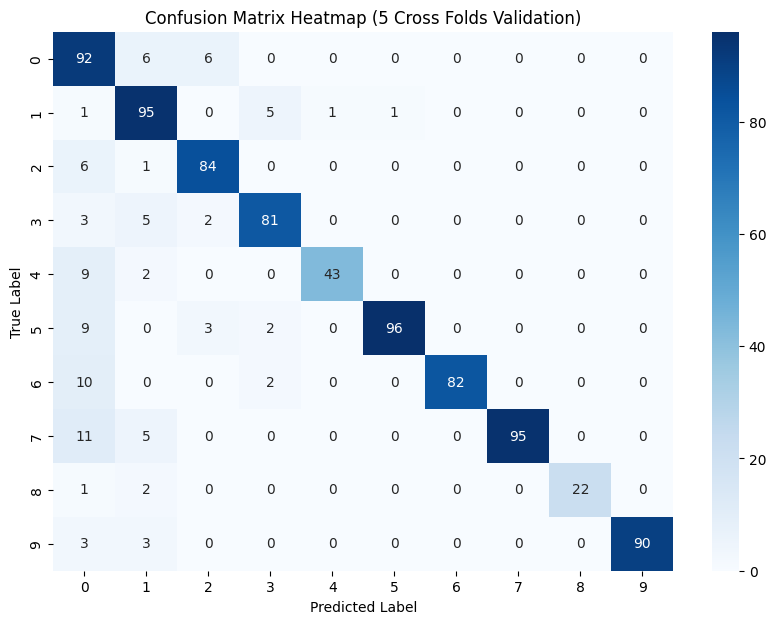 Confusion Matrix Heatmap (5 Cross Folds Validation)
0 92 6 6 0 0 0 0 0 0 0
1 1 95 0 5 1 1 0 0 0 0
2 6 1 84 0 0 0 0 0 0 0
3 3 5 2 81 0 0 0 0 0 0
4 9 2 0 0 43 0 0 0 0 0
5 9 0 3 2 0 96 0 0 0 0
6 10 0 0 2 0 0 82 0 0 0
7 11 5 0 0 0 0 0 95 0 0
8 1 2 0 0 0 0 0 0 22 0
9 3 3 0 0 0 0 0 0 0 90
0 1 2 3 4 5 6 7 8 9
Predicted Label
True Label
80
60
40
20
0